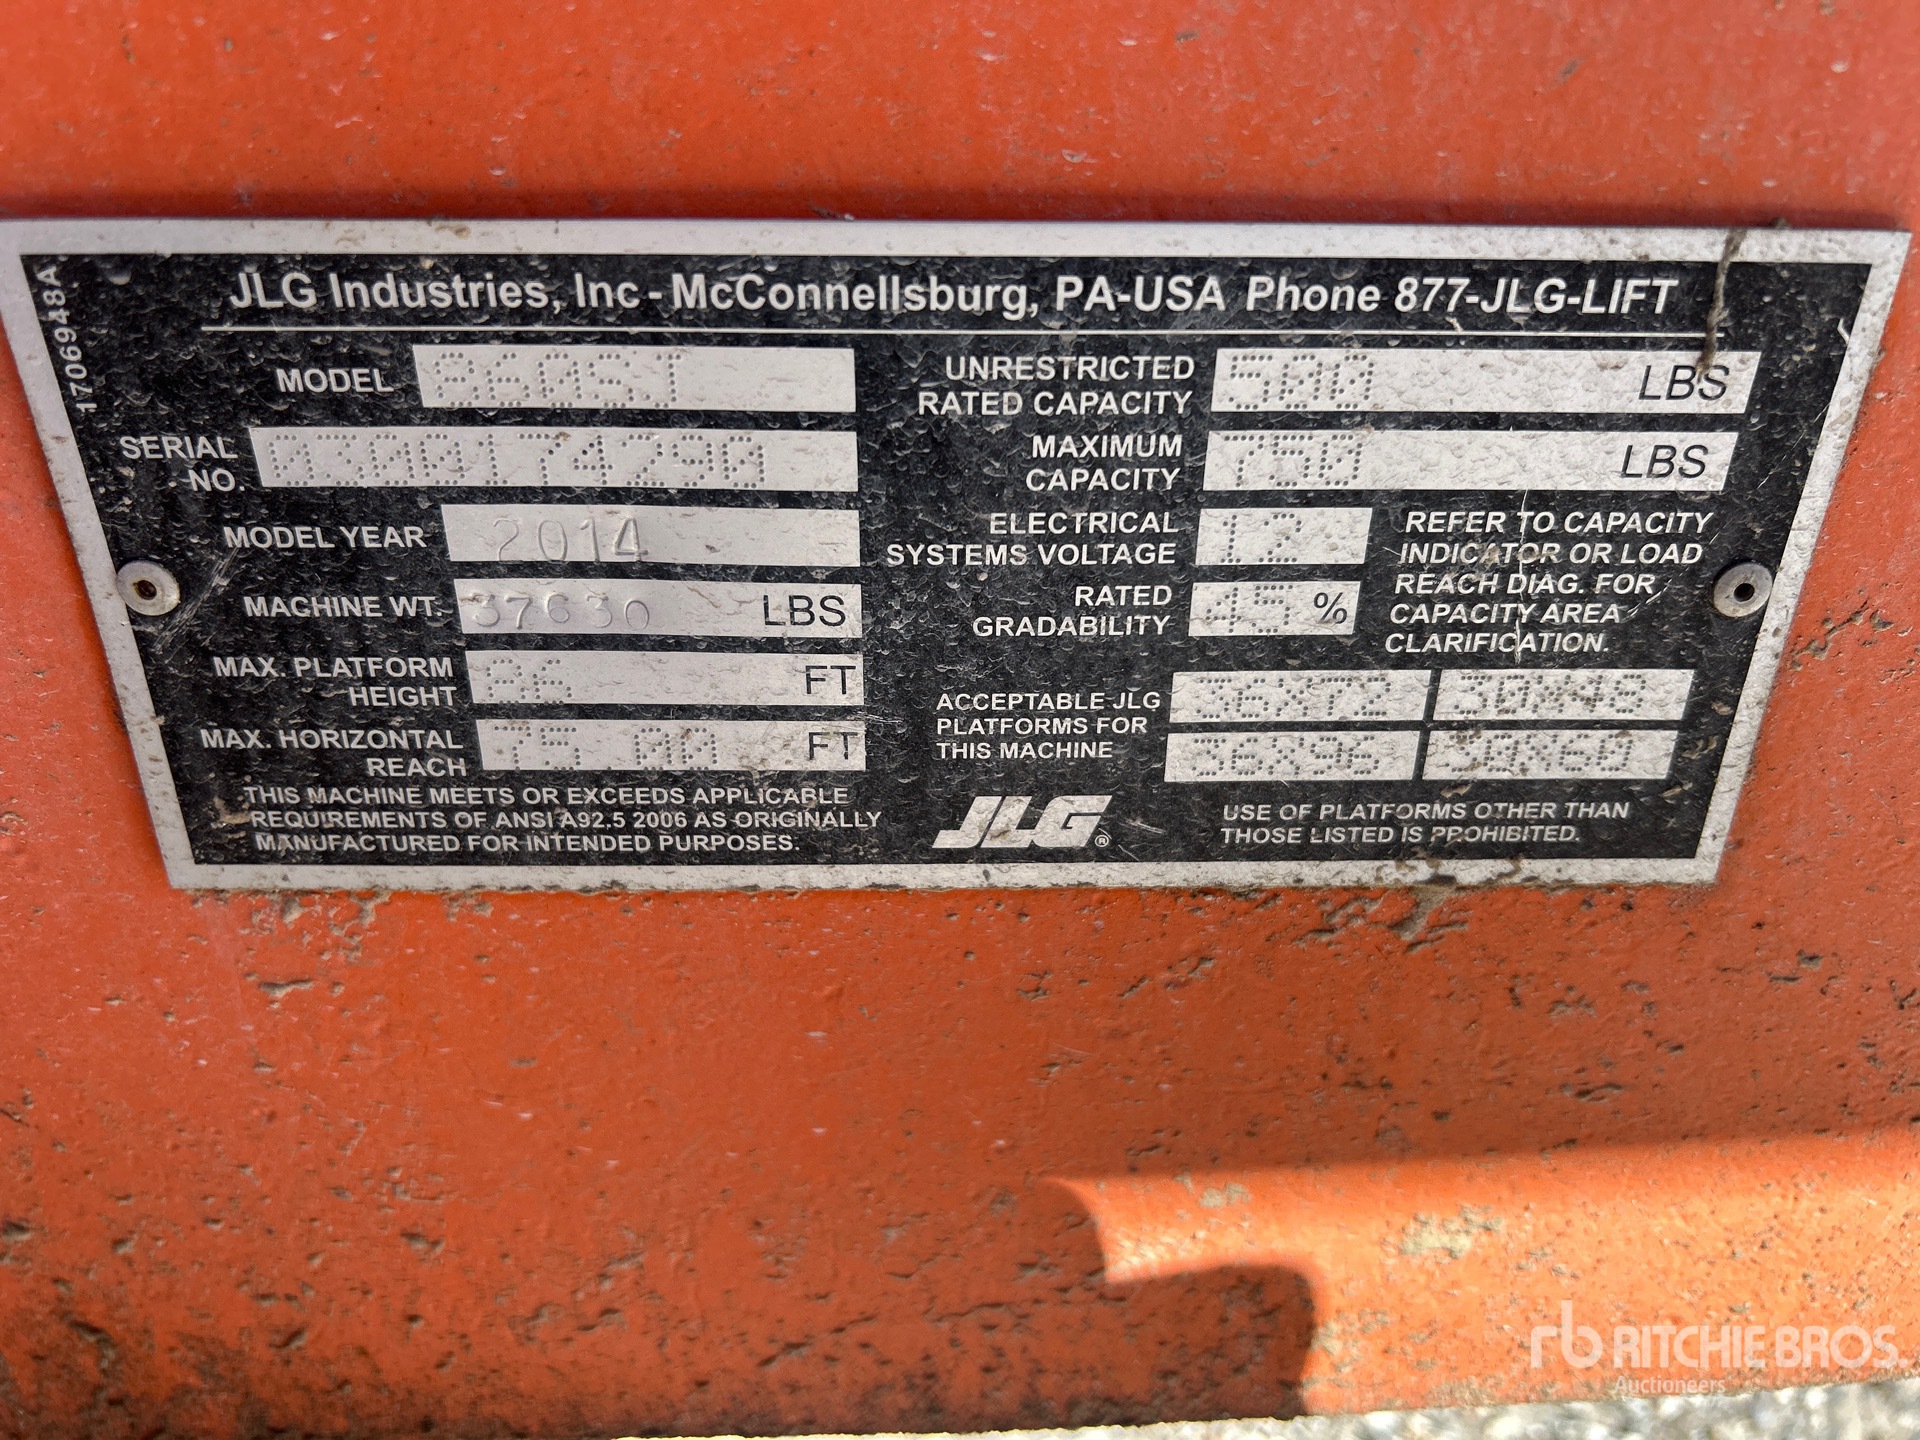 1706948A
JLG Industries, Inc - McConnellsburg, PA-USA Phone 877-JLG-LIFT
MODEL 860SJ
SERIAL NO. 0300174290
MODEL YEAR 2014
MACHINE WT. 37630 LBS
MAX. PLATFORM HEIGHT 86 FT
MAX. HORIZONTAL REACH 75.00 FT
THIS MACHINE MEETS OR EXCEEDS APPLICABLE
REQUIREMENTS OF ANSI A92.5 2006 AS ORIGINALLY
MANUFACTURED FOR INTENDED PURPOSES.
UNRESTRICTED RATED CAPACITY 500 LBS
MAXIMUM CAPACITY 750 LBS
ELECTRICAL SYSTEMS VOLTAGE 12
RATED GRADABILITY 45 %
REFER TO CAPACITY
INDICATOR OR LOAD
REACH DIAG. FOR
CAPACITY AREA
CLARIFICATION.
ACCEPTABLE JLG
PLATFORMS FOR
THIS MACHINE
36X72 30X48
36X96 30X60
JLG®
USE OF PLATFORMS OTHER THAN
THOSE LISTED IS PROHIBITED.
rb RITCHIE BROS.
Auctioneers